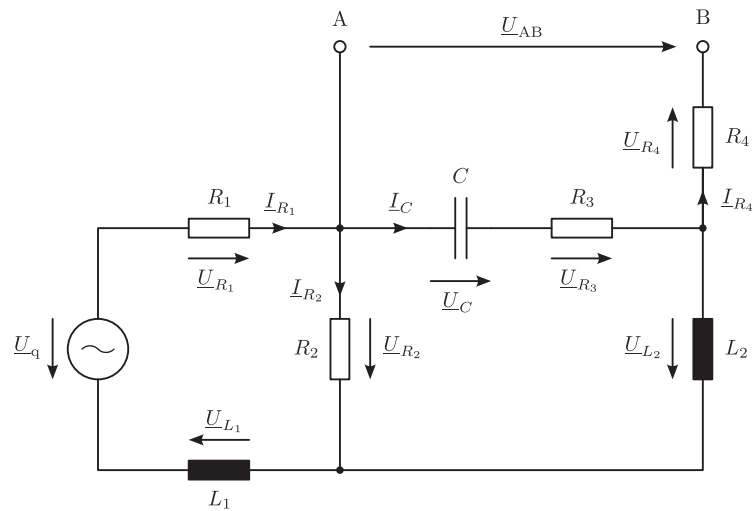 A
B
U_AB
R₄
U_R₄
R₁
I_R₁
I_C
C
R₃
I_R₄
U_R₁
I_R₂
U_C
U_R₃
U_q
R₂
U_R₂
U_L₂
L₂
U_L₁
L₁